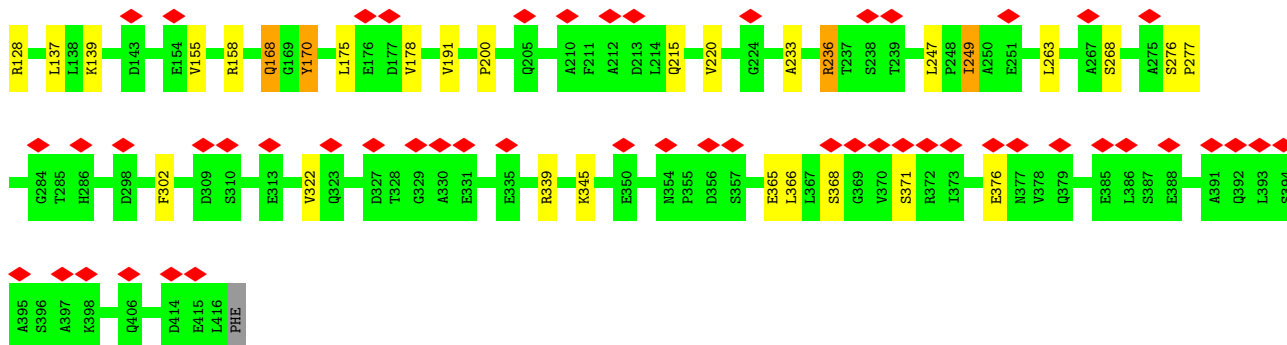 R128 L137 L138 K139 D143 E154 V155 R158 Q168 G169 Y170 L175 E176 D177 V178 V191 P200 Q205 A210 F211 A212 D213 L214 Q215 V220 G224 A233 R236 T237 S238 T239 L247 P248 I249 A250 E251 L263 A267 S268 A275 S276 P277
G284 T285 H286 D298 F302 D309 S310 E313 V322 Q323 D327 T328 G329 A330 E331 E335 R339 K345 E350 N354 P355 D356 S357 E365 L366 L367 S368 G369 V370 S371 R372 I373 E376 N377 V378 Q379 E385 L386 S387 E388 A391 Q392 L393
A395 S396 A397 K398 Q406 D414 E415 L416 PHE